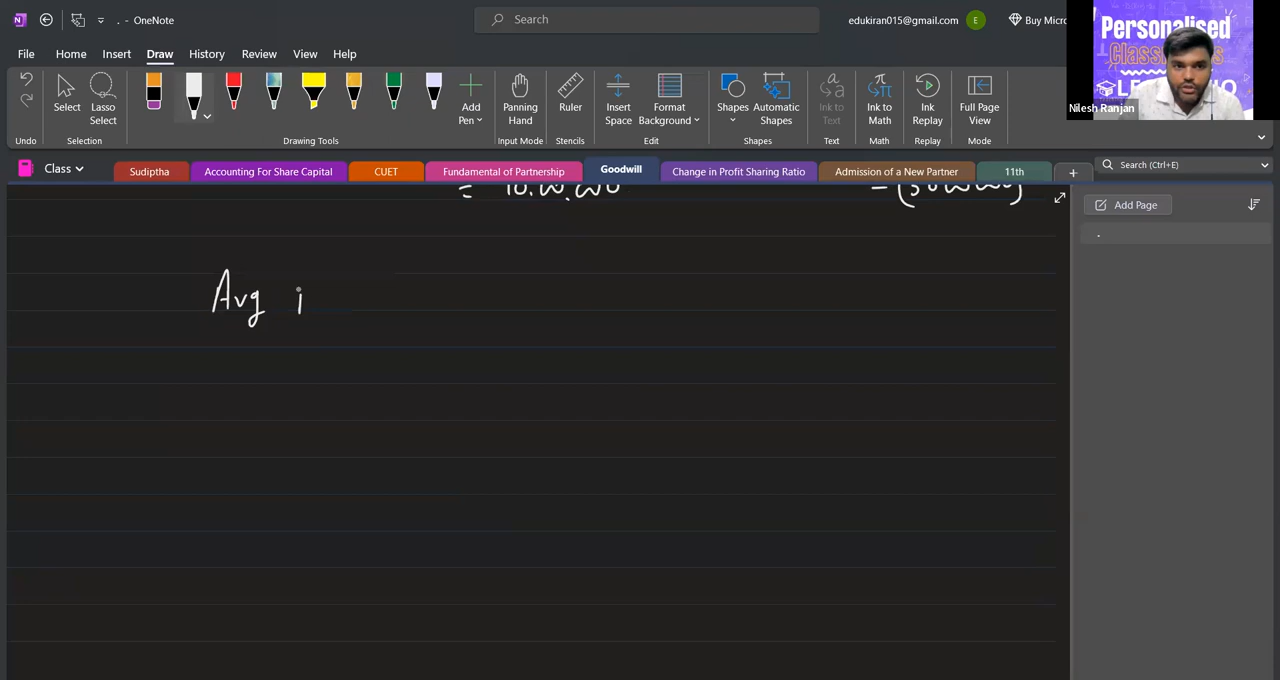 . - OneNote
Search
edukiran015@gmail.com E
Buy Micro
File Home Insert Draw History Review View Help
Undo
Select
Lasso Select
Selection
Drawing Tools
Add Pen
Panning Hand
Input Mode
Ruler
Stencils
Insert Space
Format Background
Edit
Shapes
Automatic Shapes
Shapes
Ink to Text
Text
Ink to Math
Math
Ink Replay
Replay
Full Page View
Mode
Personalised
Nilesh Ranjan
Class
Sudiptha
Accounting For Share Capital
CUET
Fundamental of Partnership
Goodwill
Change in Profit Sharing Ratio
Admission of a New Partner
11th
+
Search (Ctrl+E)
Add Page
.
Avg i